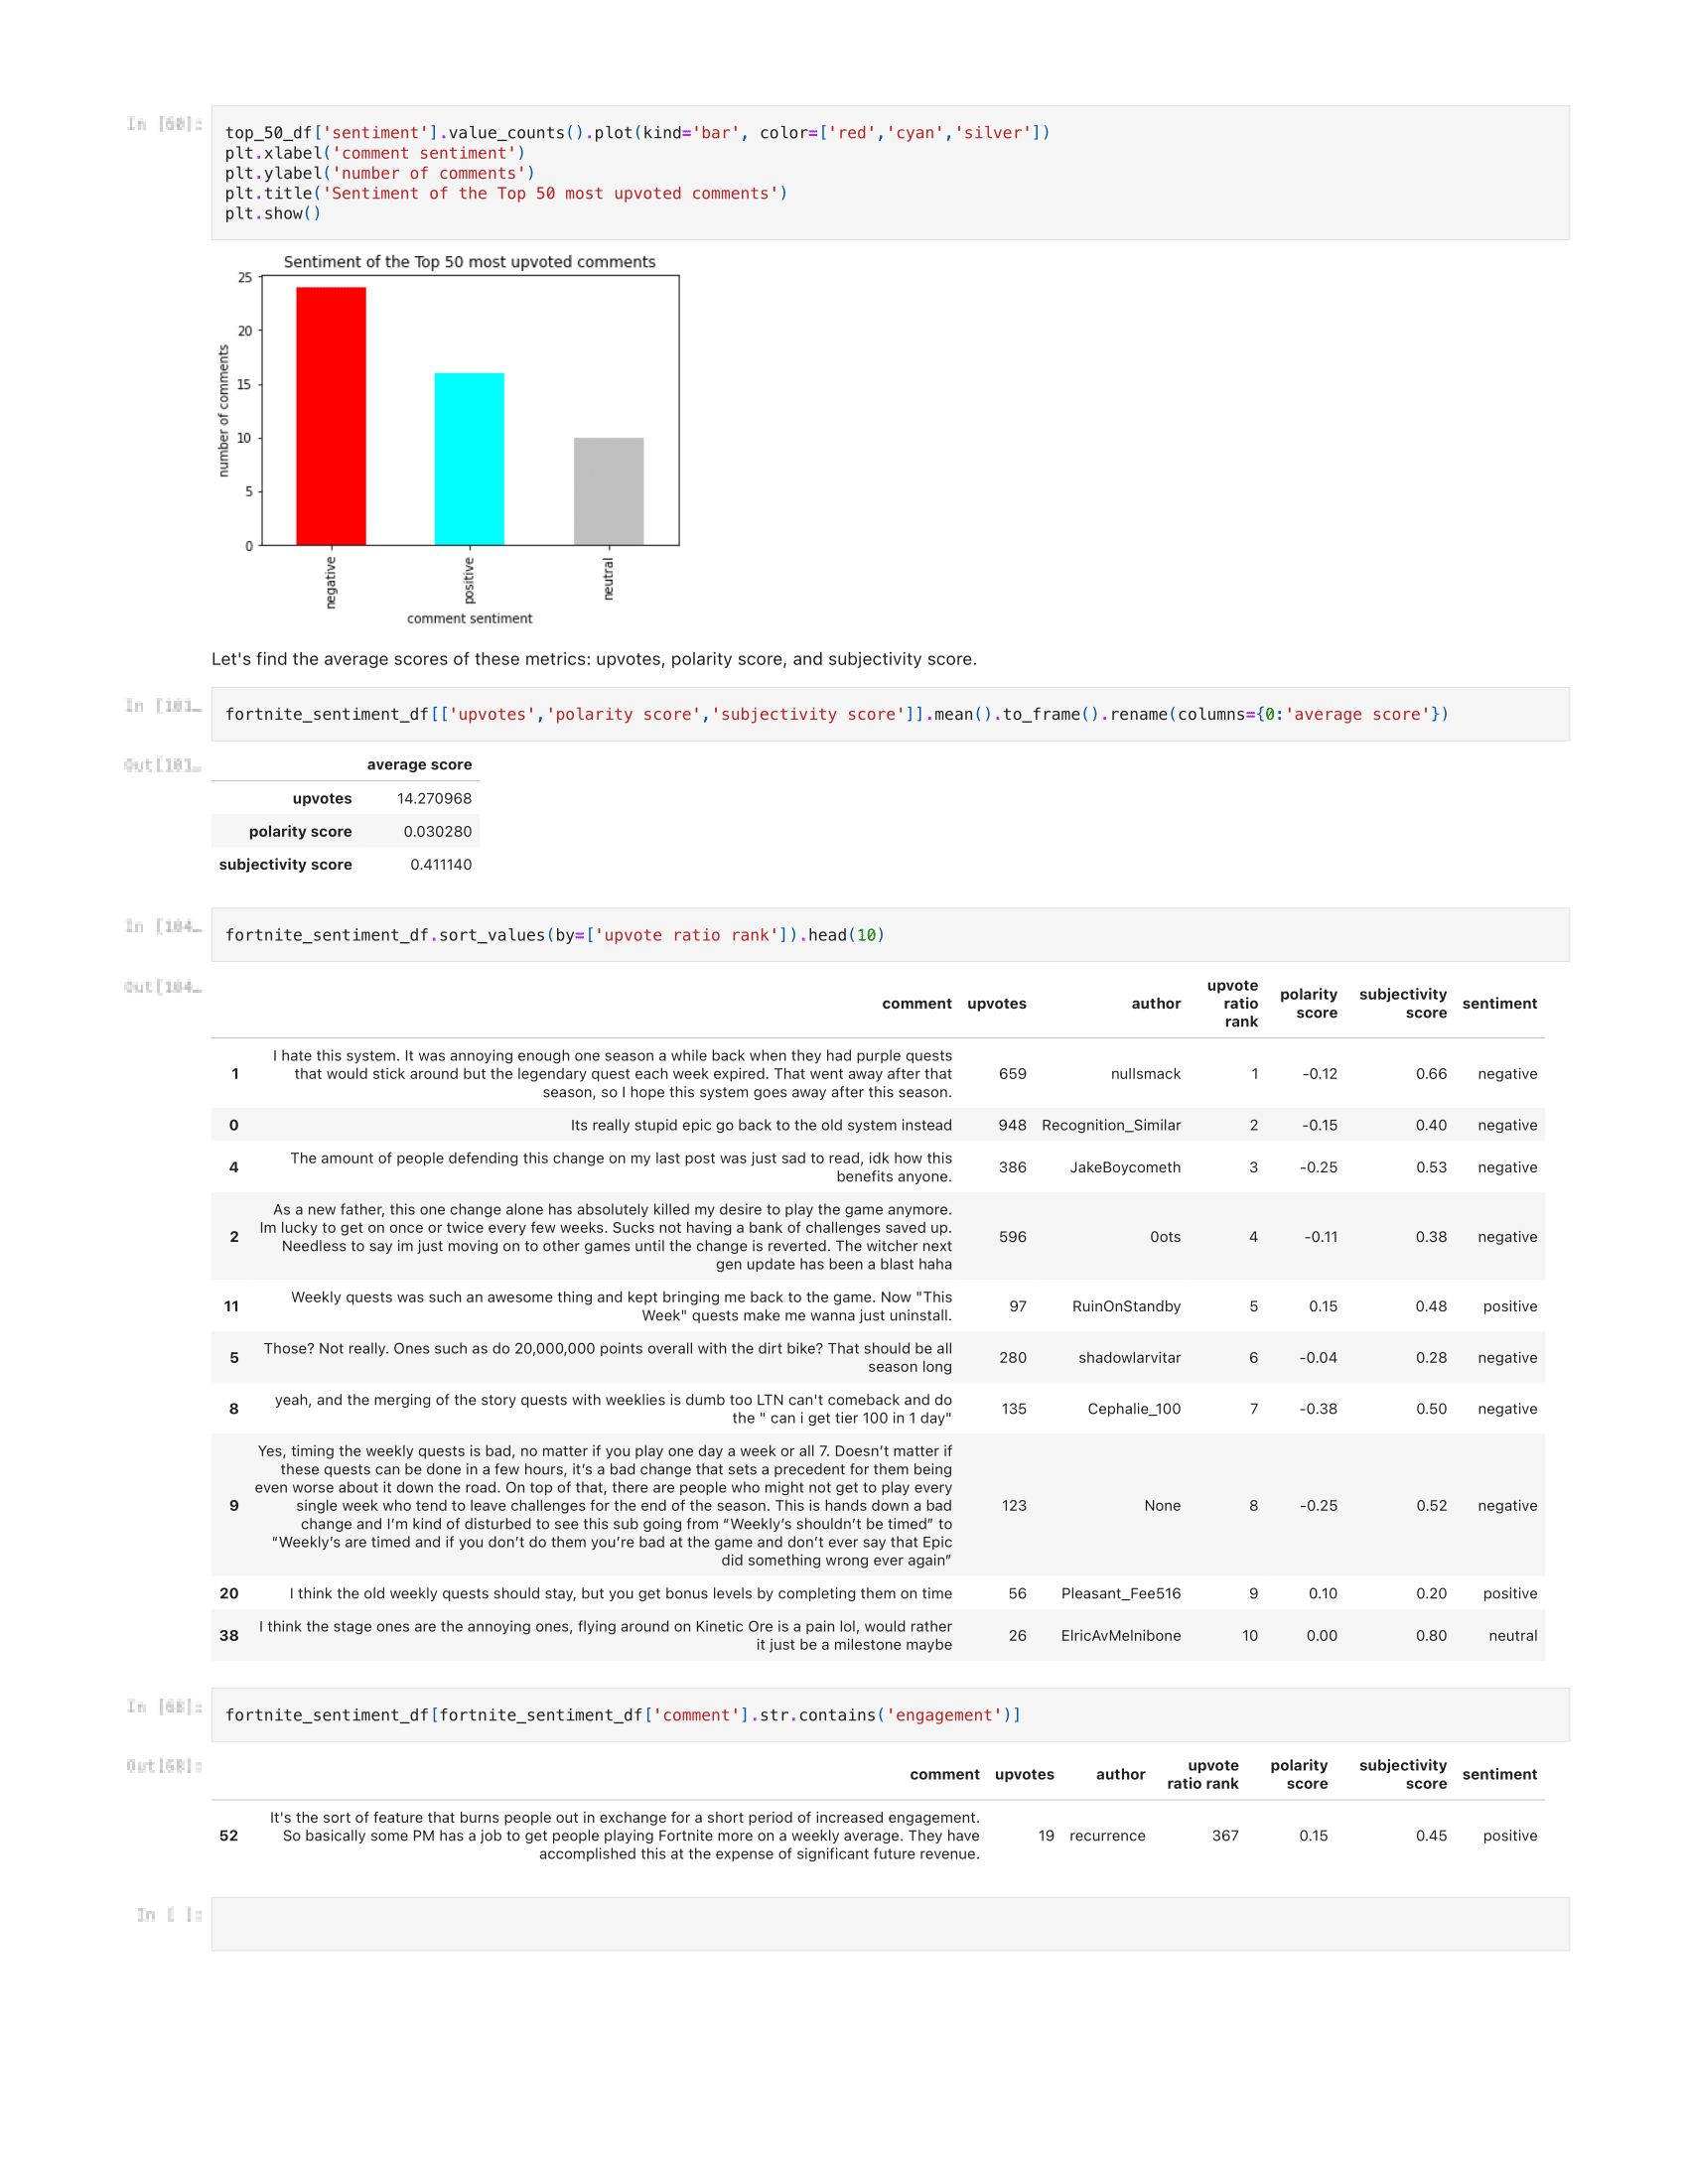 In [60]:
top_50_df['sentiment'].value_counts().plot(kind='bar', color=['red','cyan','silver'])
plt.xlabel('comment sentiment')
plt.ylabel('number of comments')
plt.title('Sentiment of the Top 50 most upvoted comments')
plt.show()
Sentiment of the Top 50 most upvoted comments
25
20
15
10
5
0
number of comments
negative
positive
neutral
comment sentiment
Let's find the average scores of these metrics: upvotes, polarity score, and subjectivity score.
In [101…
fortnite_sentiment_df[['upvotes','polarity score','subjectivity score']].mean().to_frame().rename(columns={0:'average score'})
Out[101…
average score
upvotes 14.270968
polarity score 0.030280
subjectivity score 0.411140
In [104…
fortnite_sentiment_df.sort_values(by=['upvote ratio rank']).head(10)
Out[104…
comment upvotes author upvote ratio rank polarity score subjectivity score sentiment
I hate this system. It was annoying enough one season a while back when they had purple quests
1 that would stick around but the legendary quest each week expired. That went away after that 659 nullsmack 1 -0.12 0.66 negative
season, so I hope this system goes away after this season.
0 Its really stupid epic go back to the old system instead 948 Recognition_Similar 2 -0.15 0.40 negative
4 The amount of people defending this change on my last post was just sad to read, idk how this 386 JakeBoycometh 3 -0.25 0.53 negative
benefits anyone.
As a new father, this one change alone has absolutely killed my desire to play the game anymore.
Im lucky to get on once or twice every few weeks. Sucks not having a bank of challenges saved up.
2 Needless to say im just moving on to other games until the change is reverted. The witcher next 596 0ots 4 -0.11 0.38 negative
gen update has been a blast haha
11 Weekly quests was such an awesome thing and kept bringing me back to the game. Now "This 97 RuinOnStandby 5 0.15 0.48 positive
Week" quests make me wanna just uninstall.
5 Those? Not really. Ones such as do 20,000,000 points overall with the dirt bike? That should be all 280 shadowlarvitar 6 -0.04 0.28 negative
season long
8 yeah, and the merging of the story quests with weeklies is dumb too LTN can't comeback and do 135 Cephalie_100 7 -0.38 0.50 negative
the " can i get tier 100 in 1 day"
Yes, timing the weekly quests is bad, no matter if you play one day a week or all 7. Doesn’t matter if
these quests can be done in a few hours, it’s a bad change that sets a precedent for them being
even worse about it down the road. On top of that, there are people who might not get to play every
9 single week who tend to leave challenges for the end of the season. This is hands down a bad 123 None 8 -0.25 0.52 negative
change and I’m kind of disturbed to see this sub going from “Weekly’s shouldn’t be timed” to
“Weekly’s are timed and if you don’t do them you’re bad at the game and don’t ever say that Epic
did something wrong ever again”
20 I think the old weekly quests should stay, but you get bonus levels by completing them on time 56 Pleasant_Fee516 9 0.10 0.20 positive
38 I think the stage ones are the annoying ones, flying around on Kinetic Ore is a pain lol, would rather 26 ElricAvMelnibone 10 0.00 0.80 neutral
it just be a milestone maybe
In [68]:
fortnite_sentiment_df[fortnite_sentiment_df['comment'].str.contains('engagement')]
Out[68]:
comment upvotes author upvote ratio rank polarity score subjectivity score sentiment
It's the sort of feature that burns people out in exchange for a short period of increased engagement.
52 So basically some PM has a job to get people playing Fortnite more on a weekly average. They have 19 recurrence 367 0.15 0.45 positive
accomplished this at the expense of significant future revenue.
In [ ]: